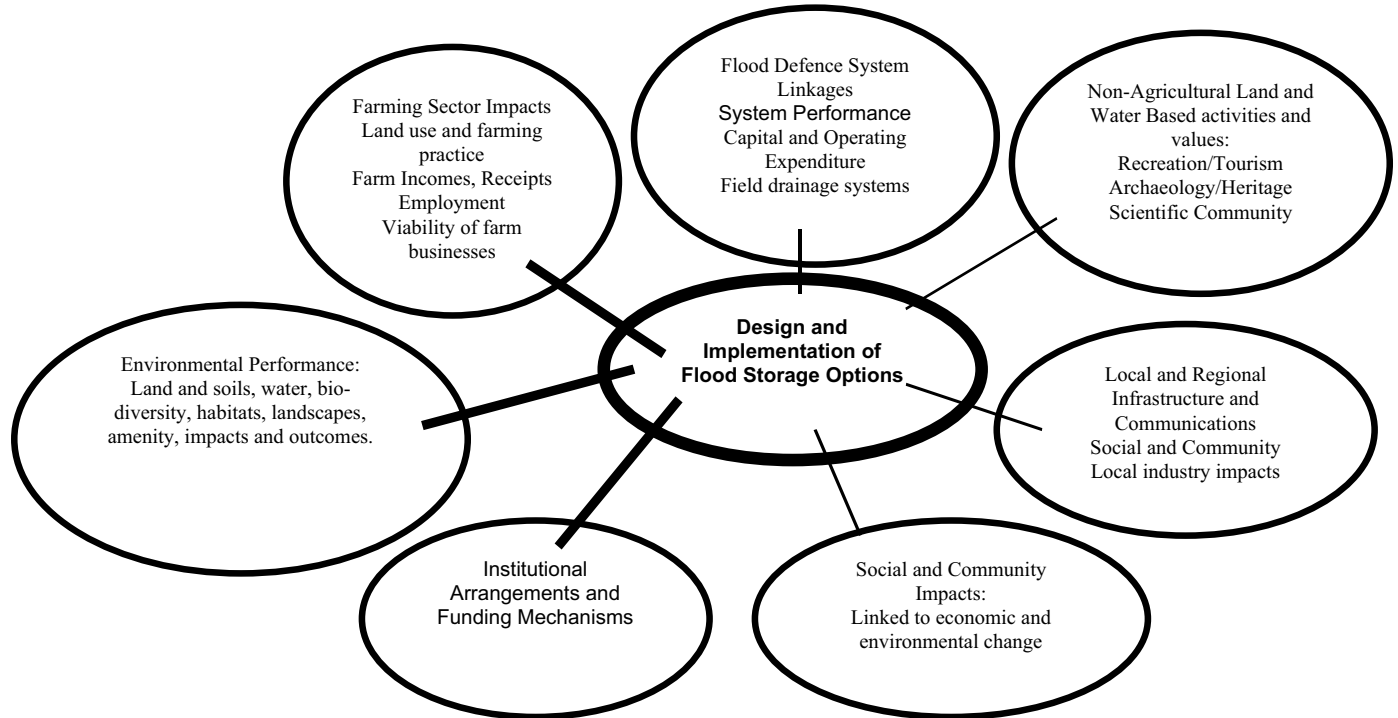 Flood Defence System
Linkages
System Performance
Capital and Operating
Expenditure
Field drainage systems
Farming Sector Impacts
Land use and farming
practice
Farm Incomes, Receipts
Employment
Viability of farm
businesses
Non-Agricultural Land and
Water Based activities and
values:
Recreation/Tourism
Archaeology/Heritage
Scientific Community
Design and
Implementation of
Flood Storage Options
Environmental Performance:
Land and soils, water, bio-
diversity, habitats, landscapes,
amenity, impacts and outcomes.
Local and Regional
Infrastructure and
Communications
Social and Community
Local industry impacts
Institutional
Arrangements and
Funding Mechanisms
Social and Community
Impacts:
Linked to economic and
environmental change